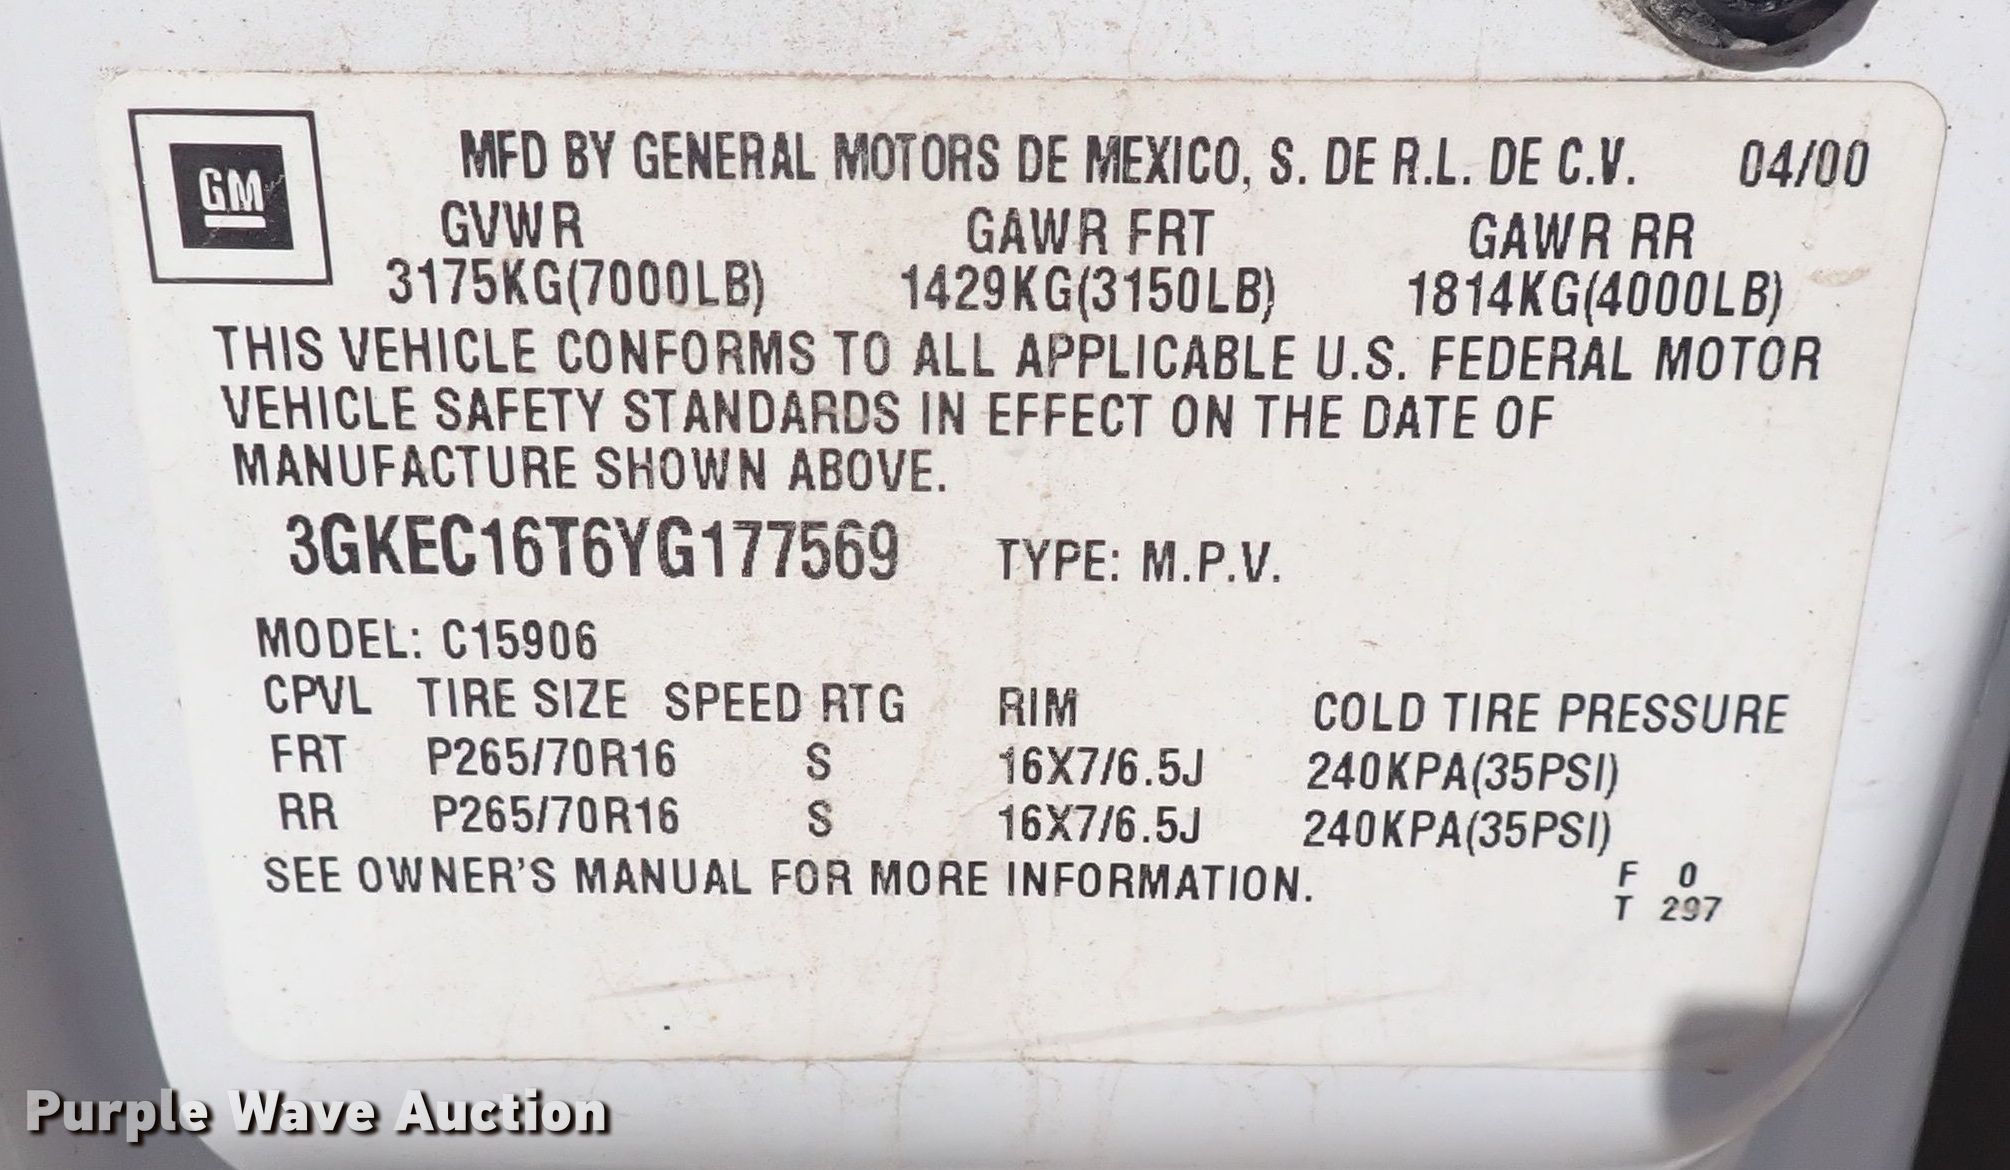 GM
MFD BY GENERAL MOTORS DE MEXICO, S. DE R.L. DE C.V. 04/00
GVWR GAWR FRT GAWR RR
3175KG(7000LB) 1429KG(3150LB) 1814KG(4000LB)
THIS VEHICLE CONFORMS TO ALL APPLICABLE U.S. FEDERAL MOTOR
VEHICLE SAFETY STANDARDS IN EFFECT ON THE DATE OF
MANUFACTURE SHOWN ABOVE.
3GKEC16T6YG177569 TYPE: M.P.V.
MODEL: C15906
CPVL TIRE SIZE SPEED RTG RIM COLD TIRE PRESSURE
FRT P265/70R16 S 16X7/6.5J 240KPA(35PSI)
RR P265/70R16 S 16X7/6.5J 240KPA(35PSI)
SEE OWNER'S MANUAL FOR MORE INFORMATION.
F 0
T 297
Purple Wave Auction